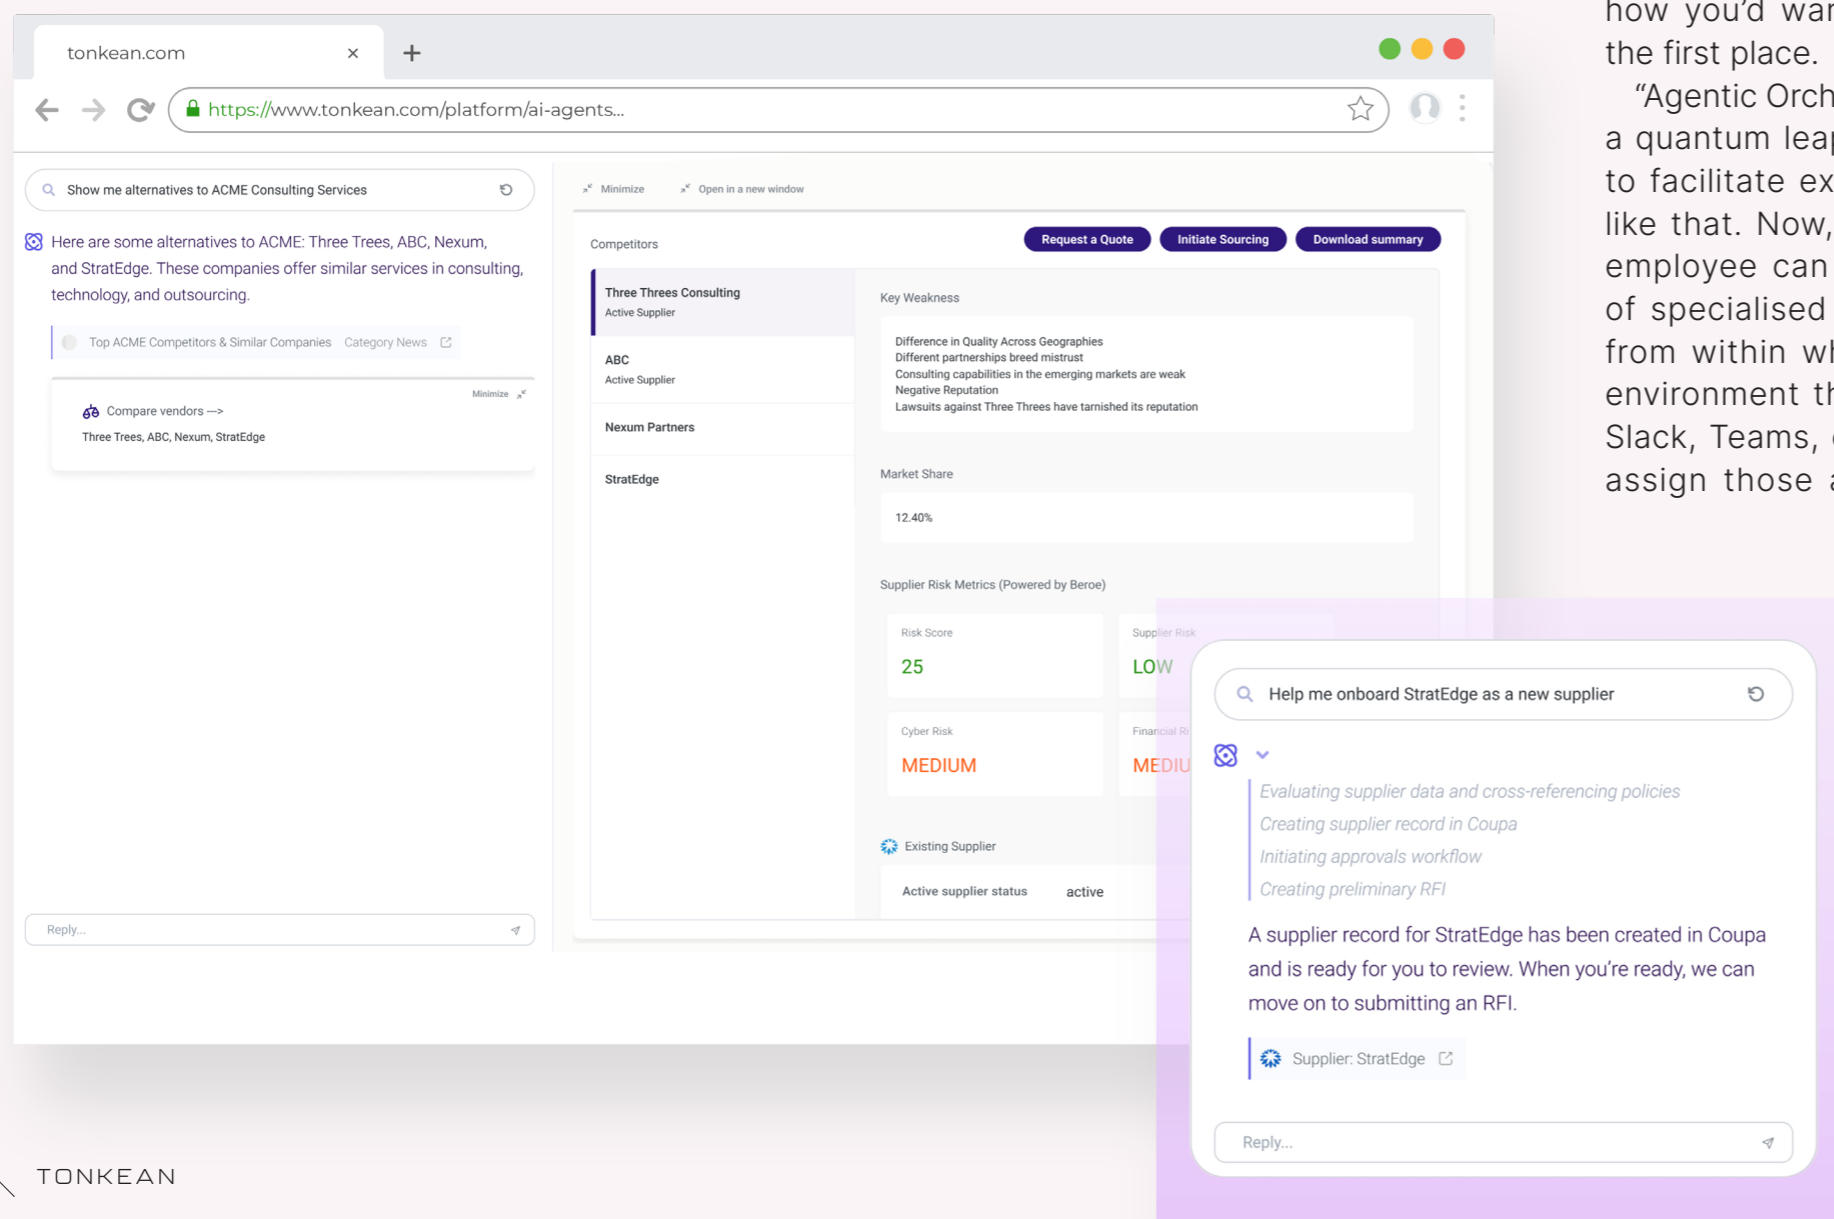 tonkean.com
https://www.tonkean.com/platform/ai-agents...
Show me alternatives to ACME Consulting Services
Here are some alternatives to ACME: Three Trees, ABC, Nexum,
and StratEdge. These companies offer similar services in consulting,
technology, and outsourcing.
Top ACME Competitors & Similar Companies Category News
Minimize
Compare vendors —>
Three Trees, ABC, Nexum, StratEdge
Reply...
Minimize Open in a new window
Competitors
Request a Quote Initiate Sourcing Download summary
Three Threes Consulting
Active Supplier
ABC
Active Supplier
Nexum Partners
StratEdge
Key Weakness
Difference in Quality Across Geographies
Different partnerships breed mistrust
Consulting capabilities in the emerging markets are weak
Negative Reputation
Lawsuits against Three Threes have tarnished its reputation
Market Share
12.40%
Supplier Risk Metrics (Powered by Beroe)
Risk Score
25
Supplier Risk
LOW
Cyber Risk
MEDIUM
Financial
Existing Supplier
Active supplier status active
how you’d
the first place.
“Agentic
a quantum
to facilitate
like that. Now,
employee can
of specialised
from within
environment
Slack, Teams,
assign those
Help me onboard StratEdge as a new supplier
Evaluating supplier data and cross-referencing policies
Creating supplier record in Coupa
Initiating approvals workflow
Creating preliminary RFI
A supplier record for StratEdge has been created in Coupa
and is ready for you to review. When you’re ready, we can
move on to submitting an RFI.
Supplier: StratEdge
Reply...
TONKEAN